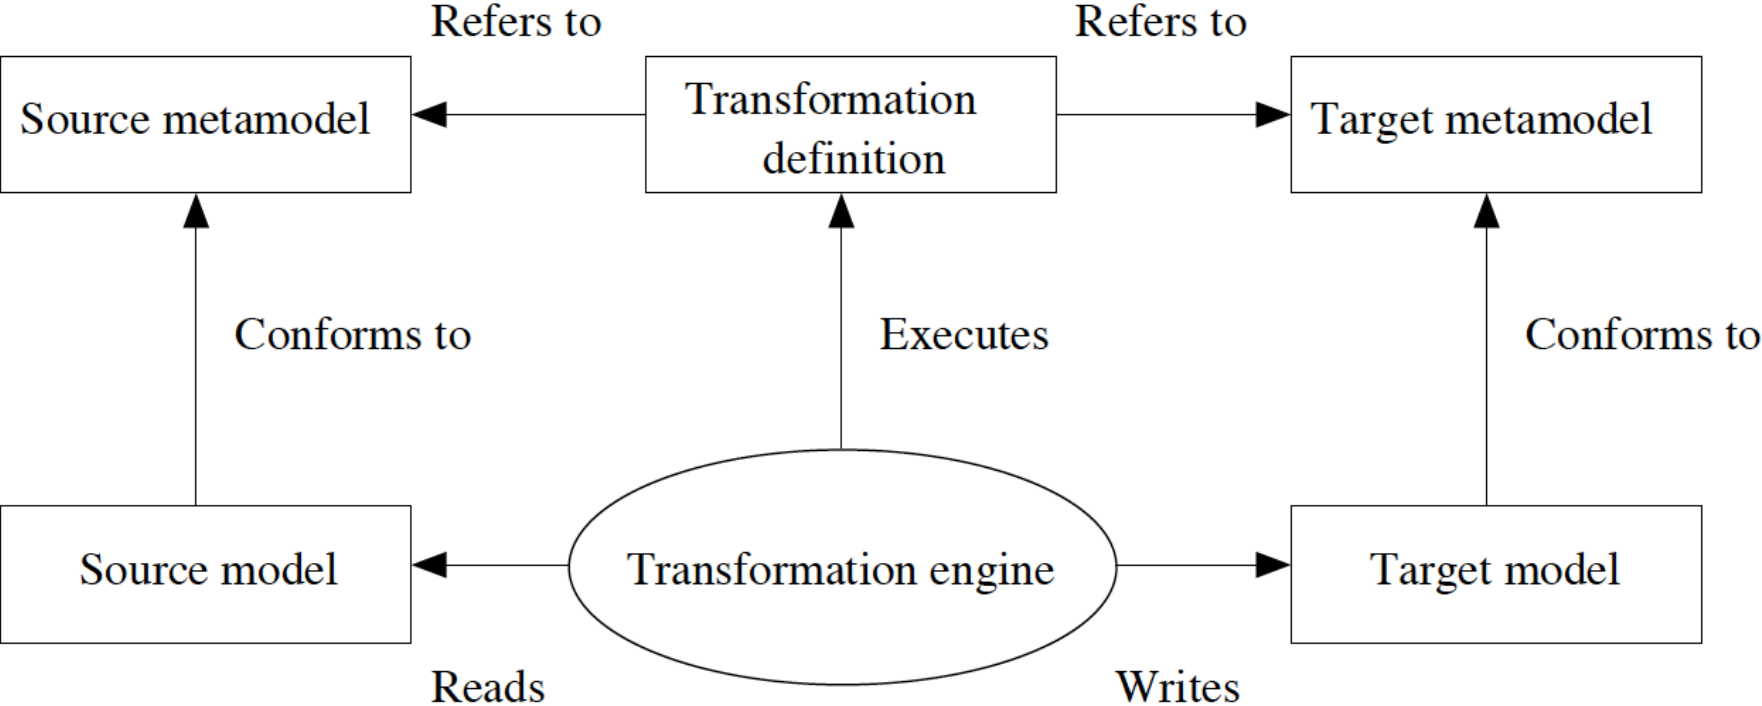 Refers to
Refers to
Source metamodel
Transformation
definition
Target metamodel
Conforms to
Executes
Conforms to
Source model
Transformation engine
Target model
Reads
Writes